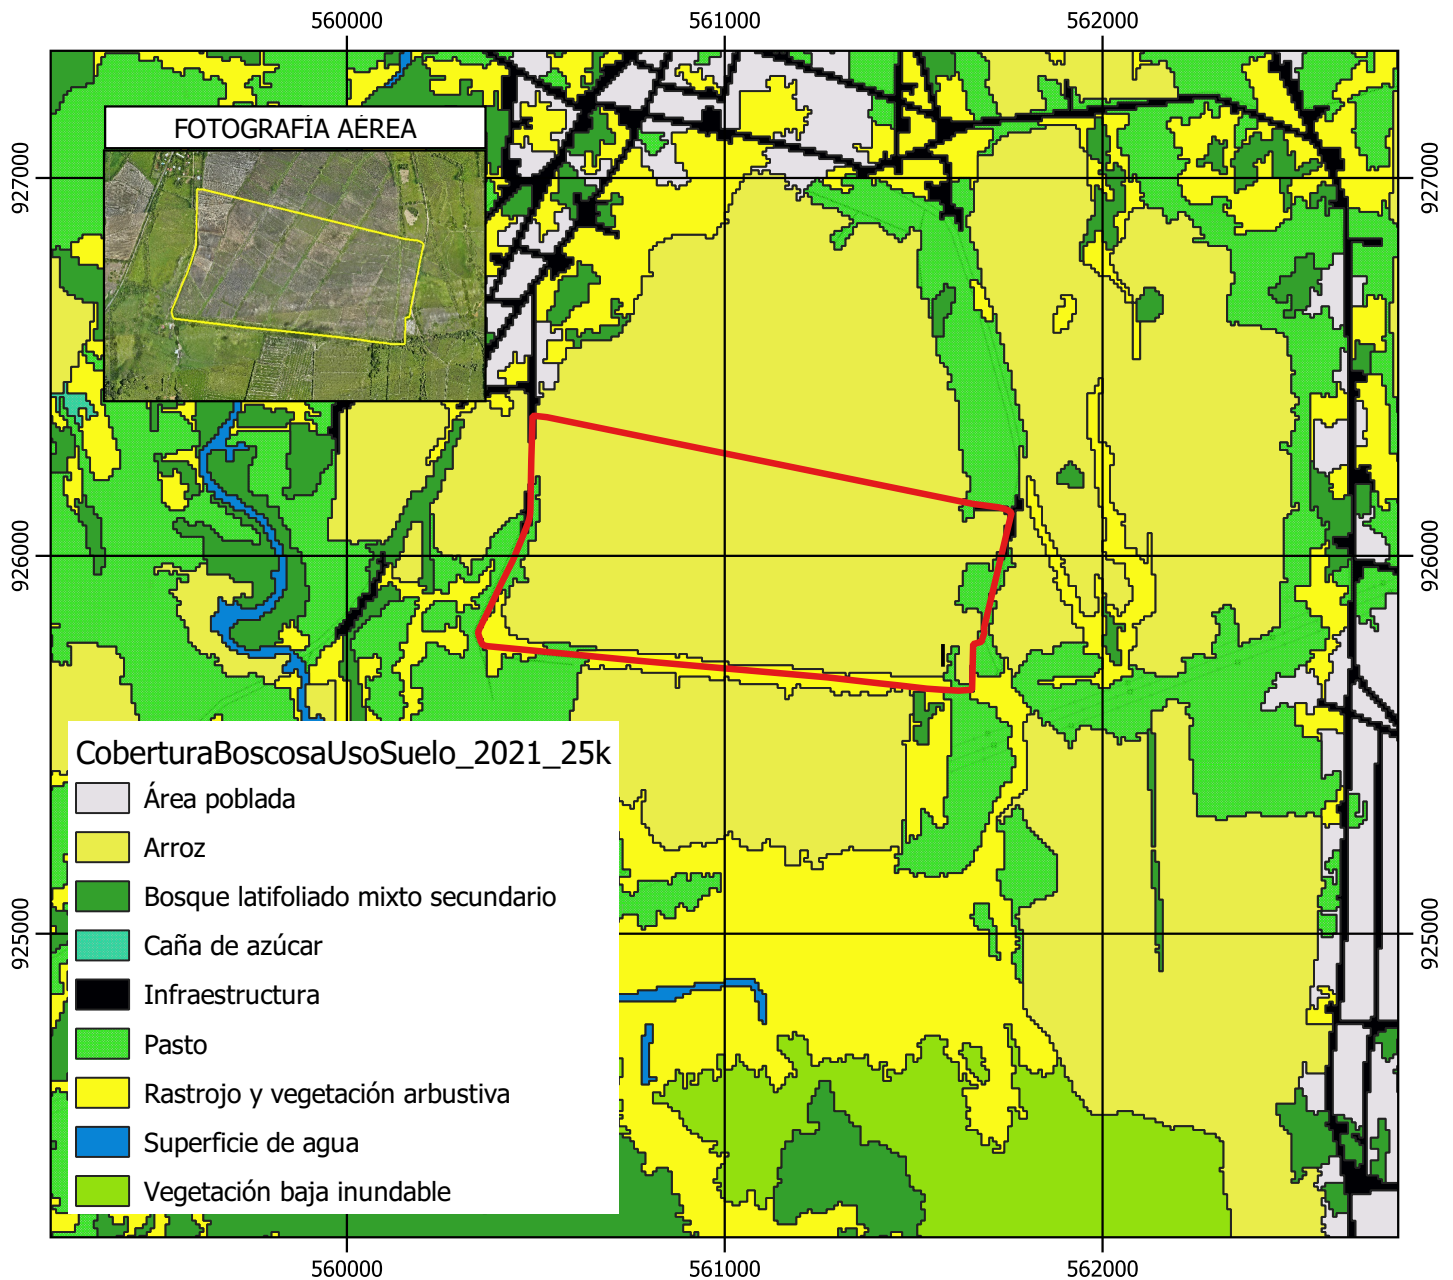 560000
561000
562000
FOTOGRAFÍA AÉREA
927000
927000
926000
926000
CoberturaBoscosaUsoSuelo_2021_25k
Área poblada
Arroz
Bosque latifoliado mixto secundario
Caña de azúcar
Infraestructura
Pasto
Rastrojo y vegetación arbustiva
Superficie de agua
Vegetación baja inundable
925000
925000
560000
561000
562000